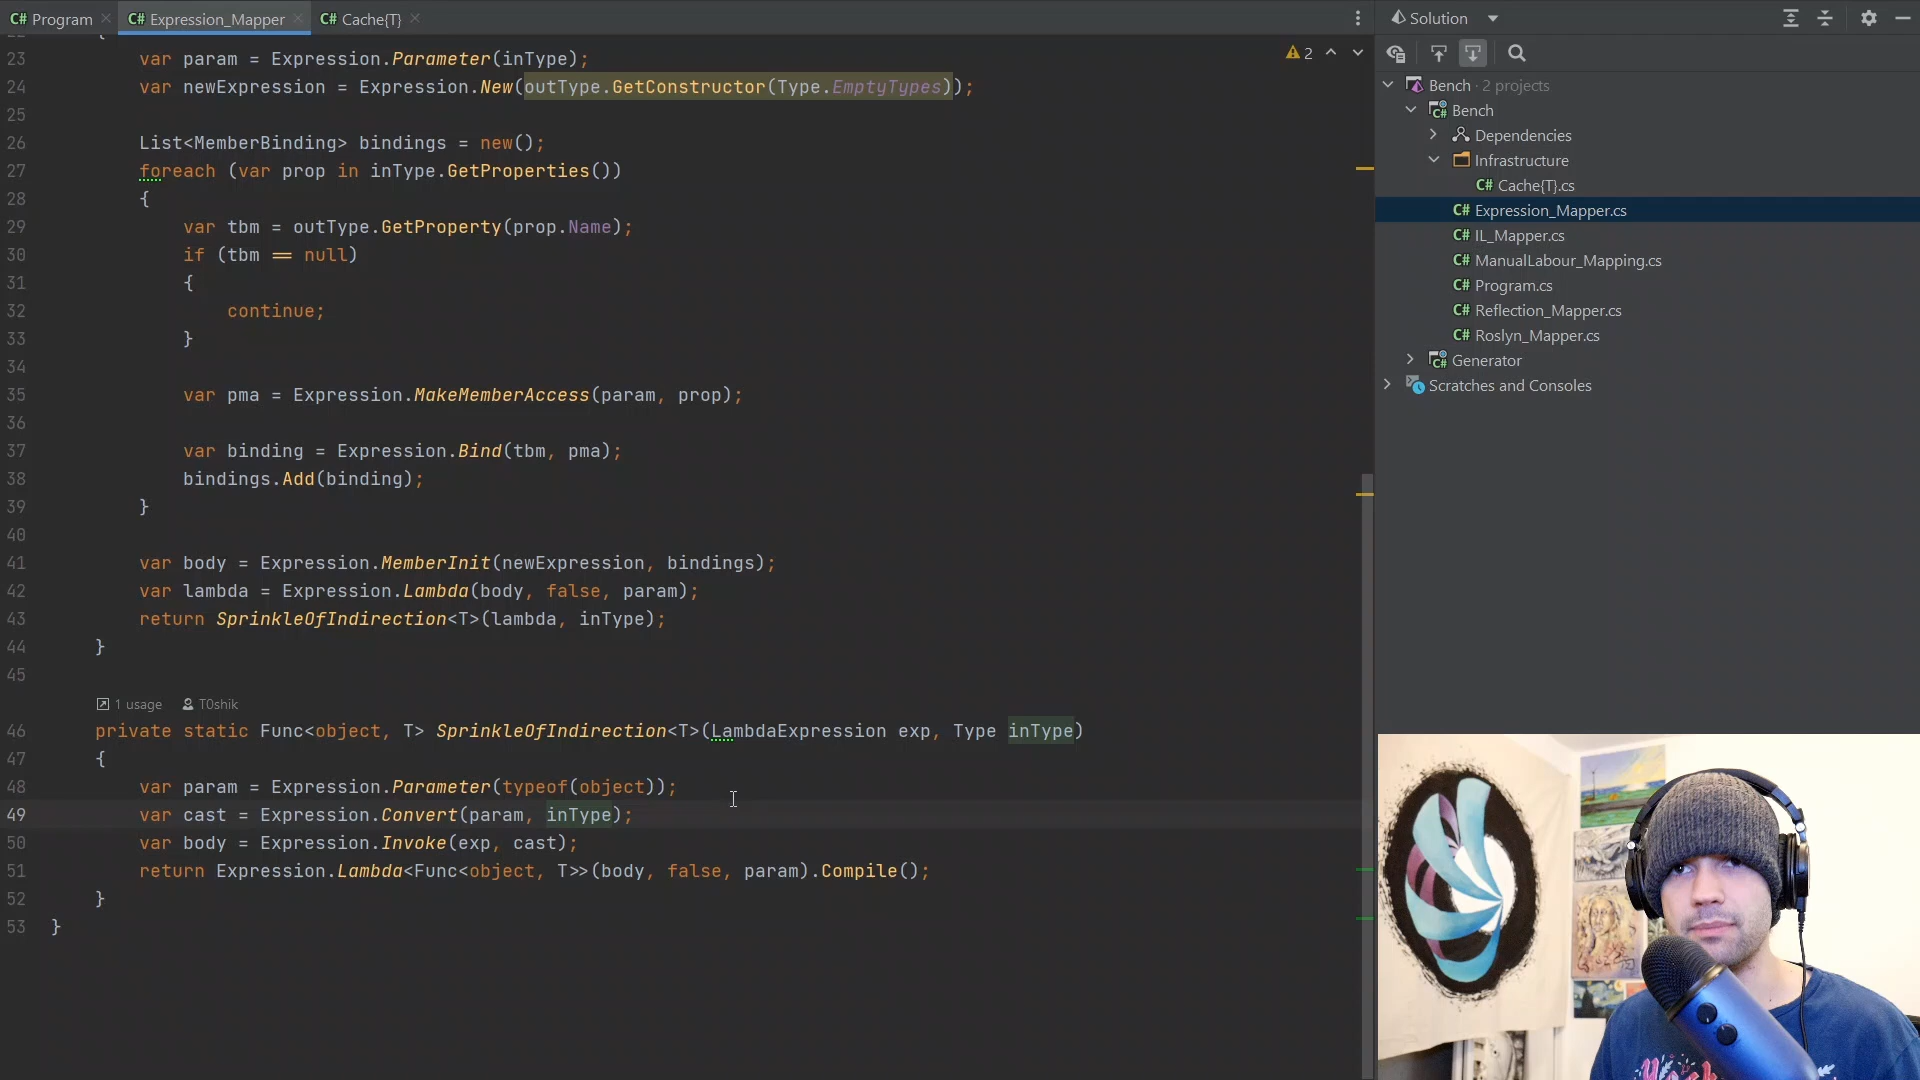 C# Program
C# Expression_Mapper
C# Cache{T}
Solution
2
22 {
23 var param = Expression.Parameter(inType);
24 var newExpression = Expression.New(outType.GetConstructor(Type.EmptyTypes));
25
26 List<MemberBinding> bindings = new();
27 foreach (var prop in inType.GetProperties())
28 {
29 var tbm = outType.GetProperty(prop.Name);
30 if (tbm == null)
31 {
32 continue;
33 }
34
35 var pma = Expression.MakeMemberAccess(param, prop);
36
37 var binding = Expression.Bind(tbm, pma);
38 bindings.Add(binding);
39 }
40
41 var body = Expression.MemberInit(newExpression, bindings);
42 var lambda = Expression.Lambda(body, false, param);
43 return SprinkleOfIndirection<T>(lambda, inType);
44 }
45
1 usage T0shik
46 private static Func<object, T> SprinkleOfIndirection<T>(LambdaExpression exp, Type inType)
47 {
48 var param = Expression.Parameter(typeof(object));
49 var cast = Expression.Convert(param, inType);
50 var body = Expression.Invoke(exp, cast);
51 return Expression.Lambda<Func<object, T>>(body, false, param).Compile();
52 }
53 }
Bench · 2 projects
C# Bench
Dependencies
Infrastructure
C# Cache{T}.cs
C# Expression_Mapper.cs
C# IL_Mapper.cs
C# ManualLabour_Mapping.cs
C# Program.cs
C# Reflection_Mapper.cs
C# Roslyn_Mapper.cs
C# Generator
Scratches and Consoles